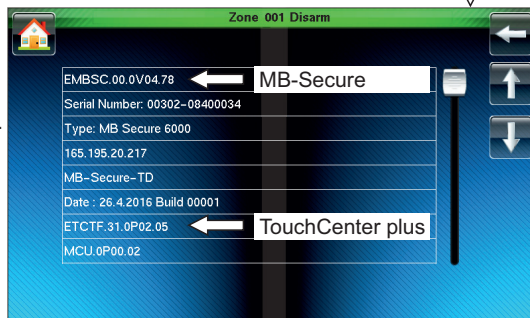 Zone 001 Disarm
EMBSC.00.0V04.78
MB-Secure
Serial Number: 00302-08400034
Type: MB Secure 6000
165.195.20.217
MB-Secure-TD
Date : 26.4.2016 Build 00001
ETCTF.31.0P02.05
TouchCenter plus
MCU.0P00.02